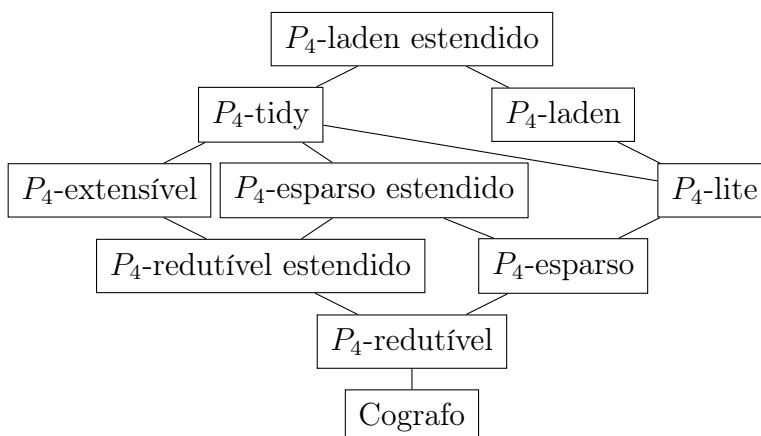 P₄-laden estendido
P₄-tidy
P₄-laden
P₄-extensível
P₄-esparso estendido
P₄-lite
P₄-redutível estendido
P₄-esparso
P₄-redutível
Cografo